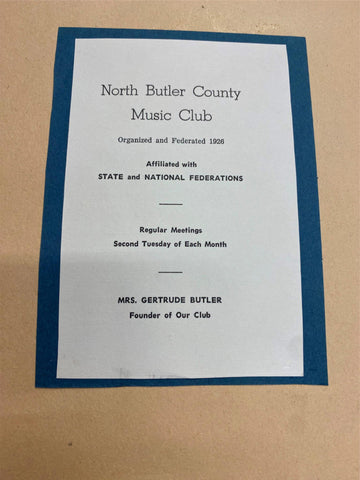 North Butler County
Music Club
Organized and Federated 1926
Affiliated with
STATE and NATIONAL FEDERATIONS
Regular Meetings
Second Tuesday of Each Month
MRS. GERTRUDE BUTLER
Founder of Our Club